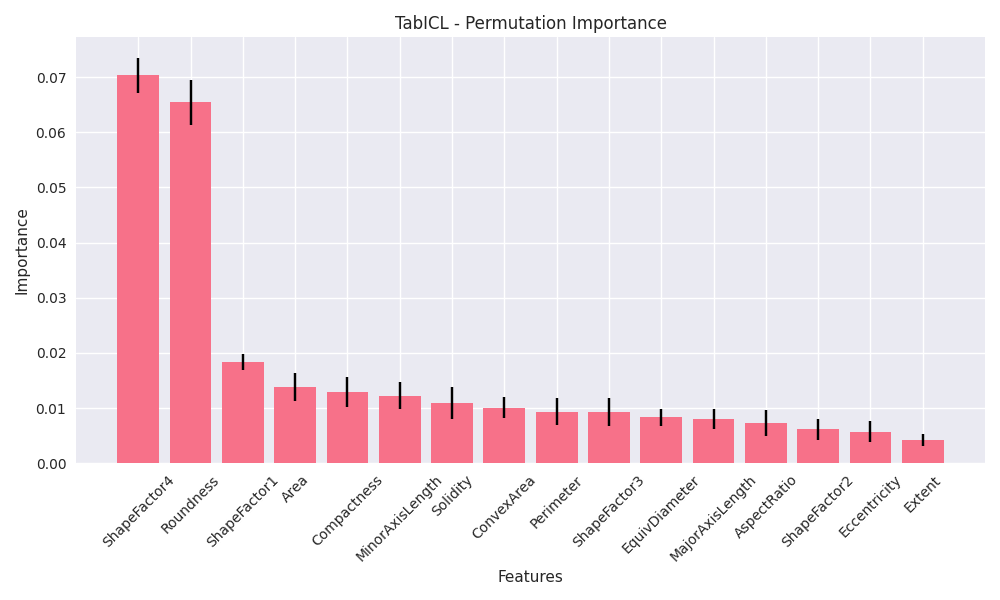 TabICL - Permutation Importance
Importance
0.07
0.06
0.05
0.04
0.03
0.02
0.01
0.00
ShapeFactor4
Roundness
ShapeFactor1
Area
Compactness
MinorAxisLength
Solidity
ConvexArea
Perimeter
ShapeFactor3
EquivDiameter
MajorAxisLength
AspectRatio
ShapeFactor2
Eccentricity
Extent
Features